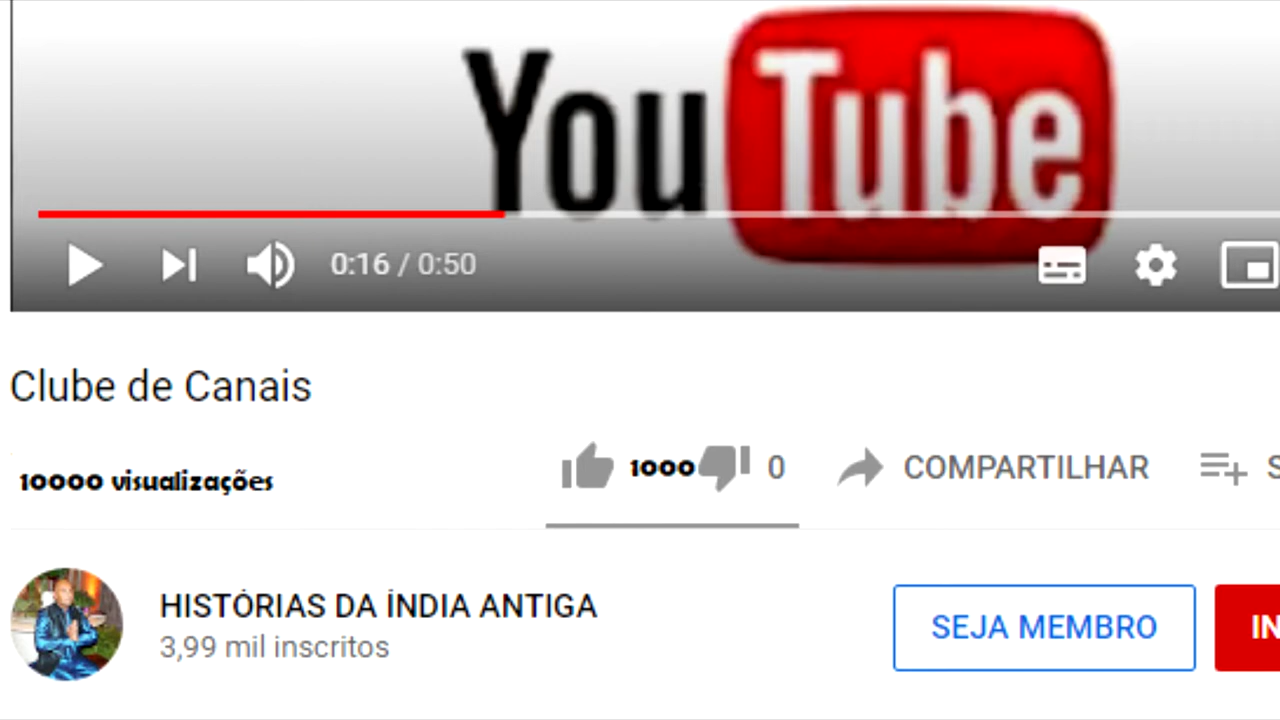 YouTube
0:16 / 0:50
Clube de Canais
10000 visualizações
1000 0 COMPARTILHAR S
HISTÓRIAS DA ÍNDIA ANTIGA
3,99 mil inscritos
SEJA MEMBRO
IN